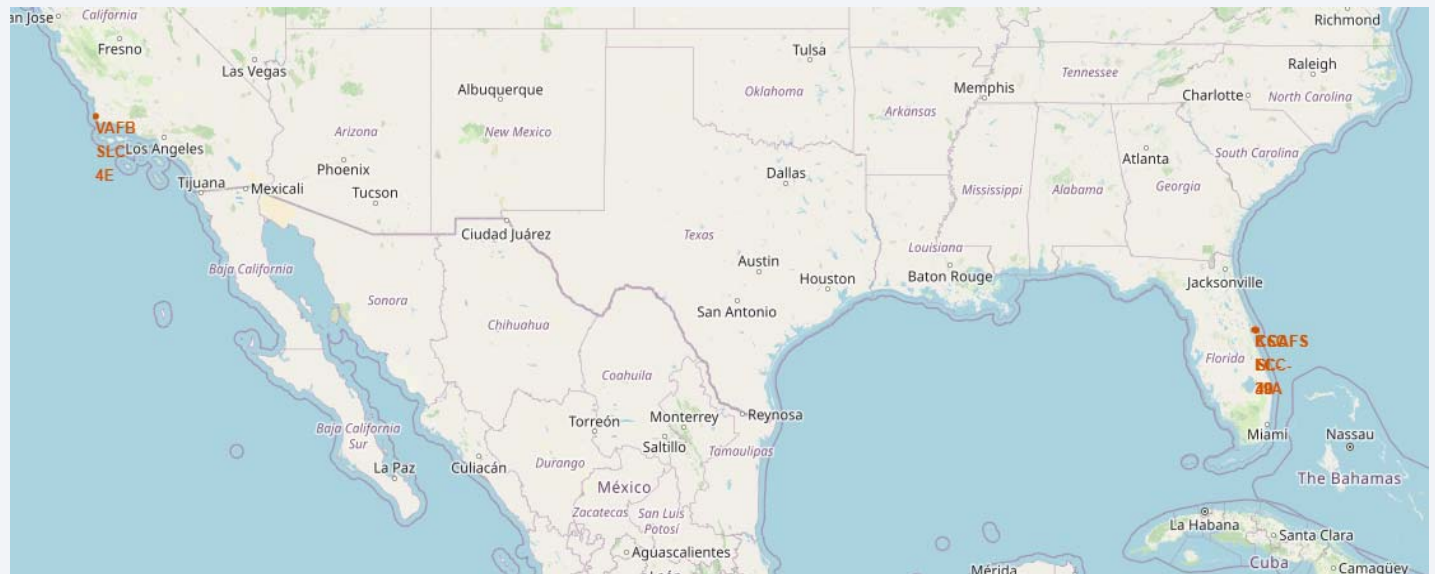 California
Richmond
an Jose
Fresno
Tulsa
Las Vegas
Raleigh
Tennessee
Memphis
Albuquerque
Oklahoma
Charlotte
North Carolina
Arkansas
VAFB
SLC
4E
Arizona
New Mexico
Los Angeles
South Carolina
Atlanta
Phoenix
Dallas
Tijuana
Mexicali
Tucson
Mississippi
Alabama
Georgia
Ciudad Juárez
Texas
Louisiana
Austin
Baja California
Houston
Baton Rouge
Jacksonville
Sonora
San Antonio
Chihuahua
Florida
Coahuila
Torreón
Monterrey
Reynosa
Baja California
Sur
Miami
Nassau
Saltillo
Tamaulipas
La Paz
Culiacán
Durango
The Bahamas
México
Zacatecas
San Luis
Potosí
La Habana
Santa Clara
Aguascalientes
Cuba
Mérida
Camagüey